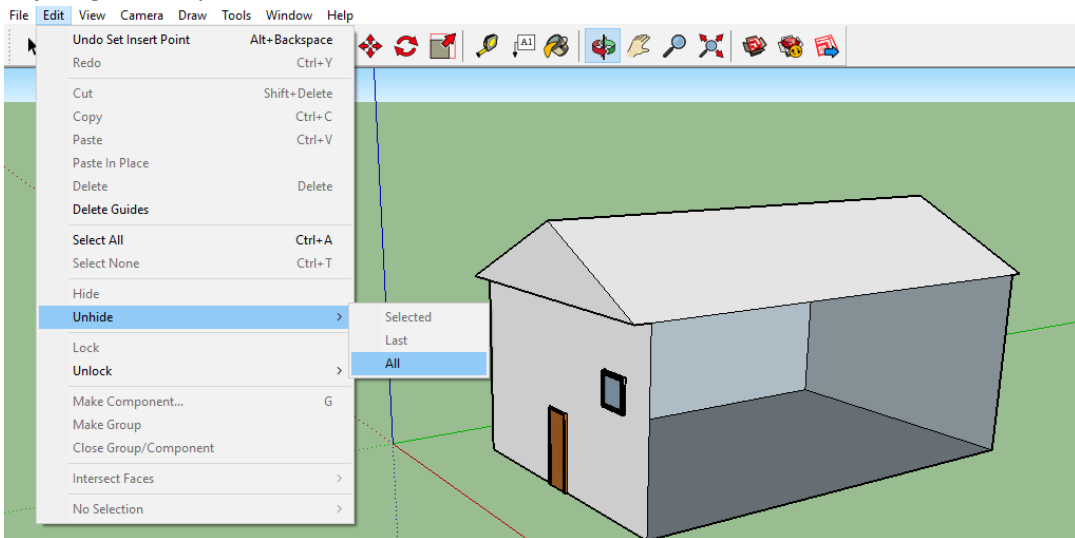 File Edit View Camera Draw Tools Window Help
A1
Undo Set Insert Point Alt+Backspace
Redo Ctrl+Y
Cut Shift+Delete
Copy Ctrl+C
Paste Ctrl+V
Paste In Place
Delete Delete
Delete Guides
Select All Ctrl+A
Select None Ctrl+T
Hide
Unhide >
Selected
Last
All
Lock
Unlock >
Make Component... G
Make Group
Close Group/Component
Intersect Faces >
No Selection >